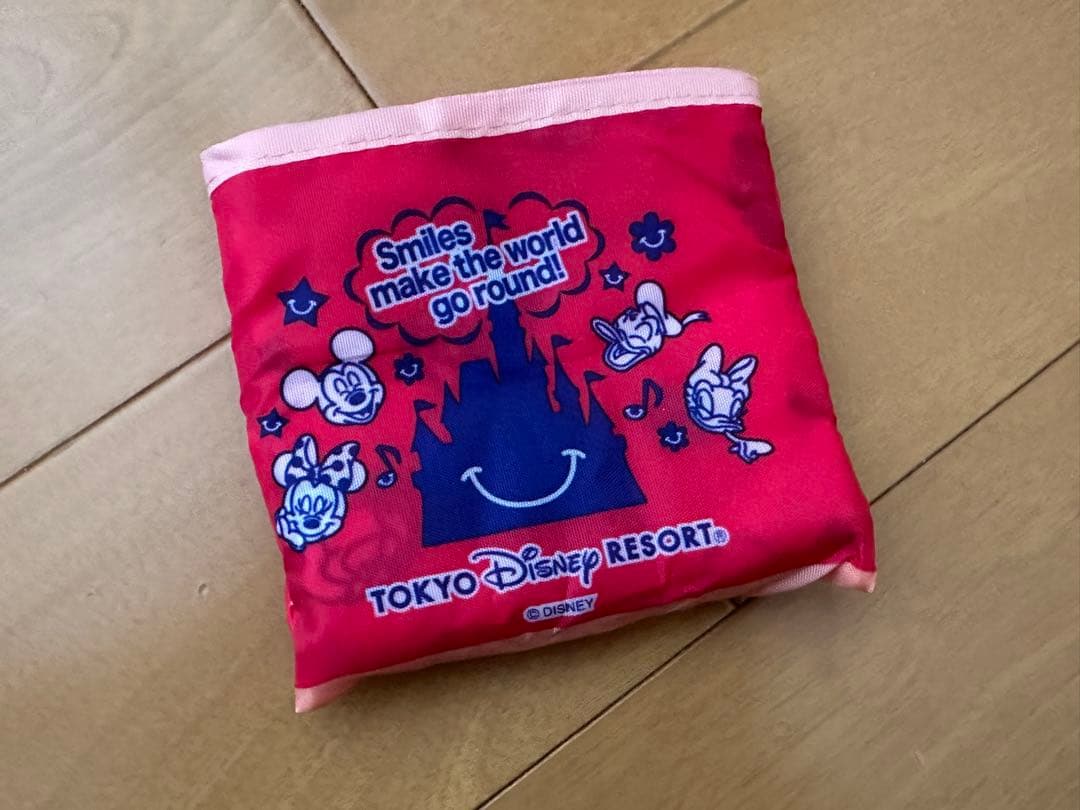 Smiles
make the world
go round!
TOKYO Disney RESORT®
© DISNEY